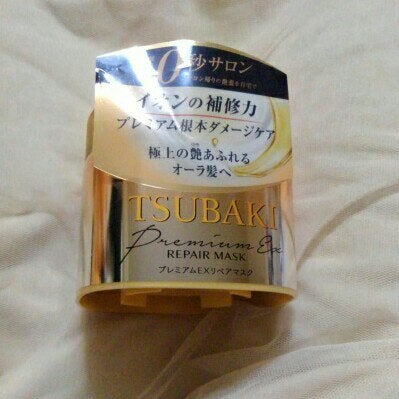 0秒サロン
イオンの補修力
プレミアム根本ダメージケア
極上の艶あふれる
オーラ髪へ
TSUBAKI
Premium Ex
REPAIR MASK
プレミアムEXリペアマスク